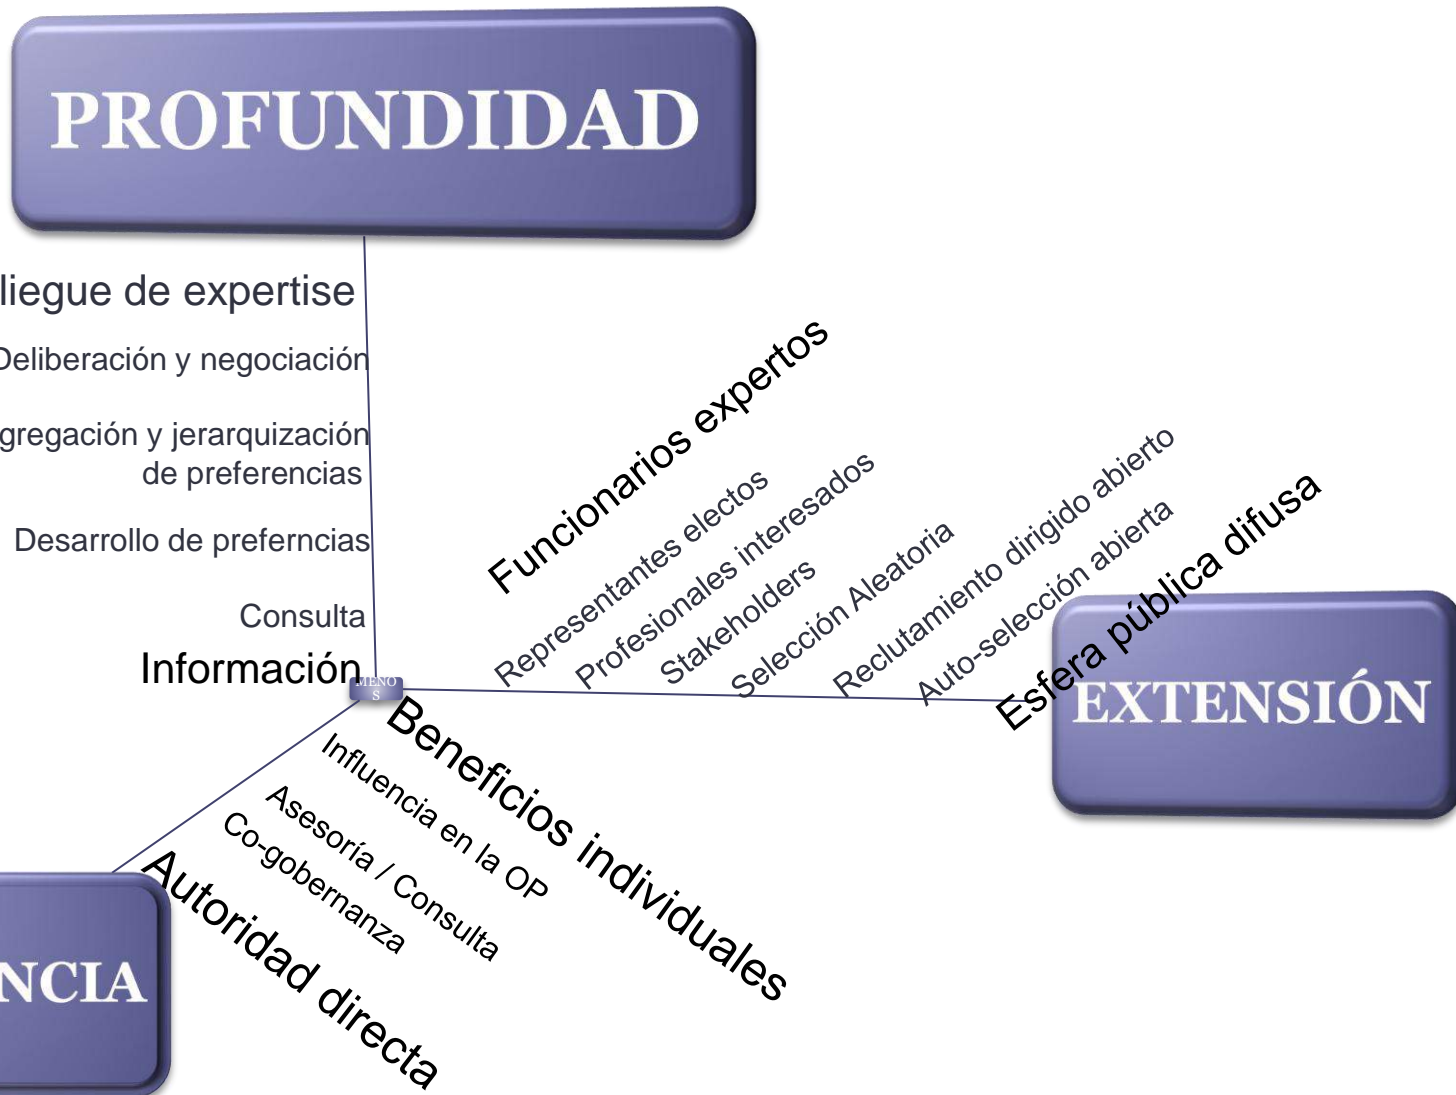 PROFUNDIDAD
liegue de expertise
Deliberación y negociación
gregación y jerarquización
de preferencias
Desarrollo de preferncias
Consulta
Información
MENO
S
Funcionarios expertos
Representantes electos
Profesionales interesados
Stakeholders
Selección Aleatoria
Reclutamiento dirigido abierto
Auto-selección abierta
Esfera pública difusa
EXTENSIÓN
Beneficios individuales
Influencia en la OP
Asesoría / Consulta
Co-gobernanza
Autoridad directa
NCIA